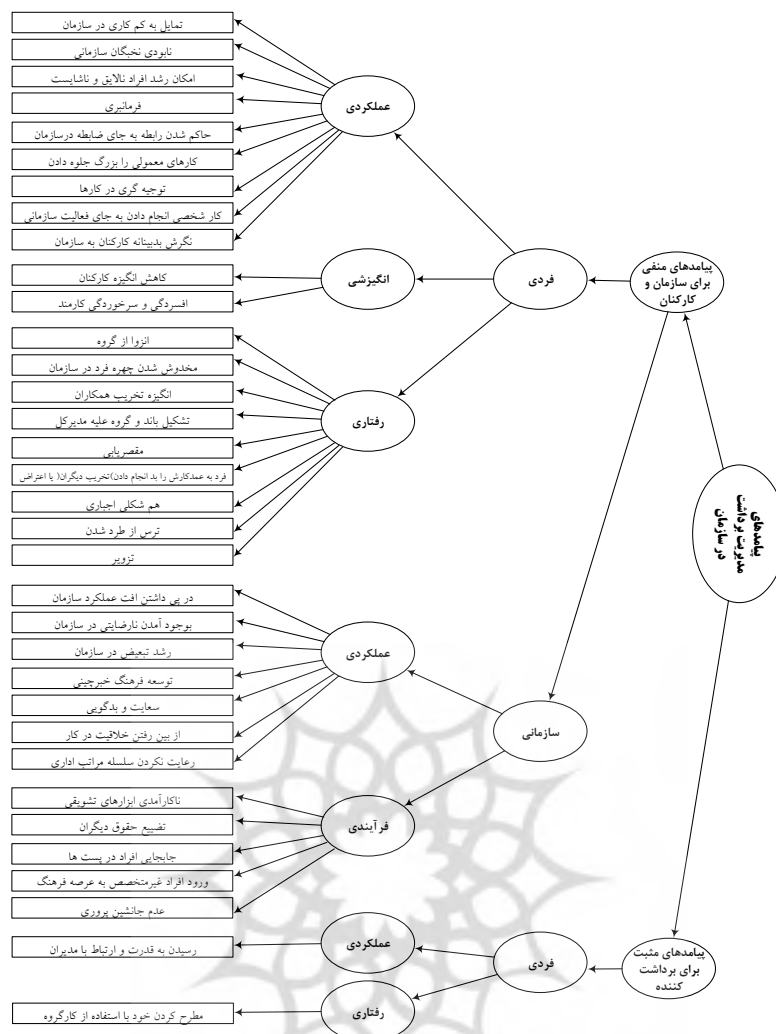 پیامدهای
مدیریت برداشت
در سازمان
پیامدهای منفی
برای سازمان و
کارکنان
فردی
عملکردی
تمایل به کم کاری در سازمان
نابودی نخبگان سازمانی
امکان رشد افراد نالایق و ناشایست
فرمانبری
حاکم شدن رابطه به جای ضابطه درسازمان
کارهای معمولی را بزرگ جلوه دادن
توجیه گری در کارها
کار شخصی انجام دادن به جای فعالیت سازمانی
نگرش بدبینانه کارکنان به سازمان
انگیزشی
کاهش انگیزه کارکنان
افسردگی و سرخوردگی کارمند
رفتاری
انزوا از گروه
مخدوش شدن چهره فرد در سازمان
انگیزه تخریب همکاران
تشکیل باند و گروه علیه مدیرکل
مقصریابی
فرد به عمدکارش را بد انجام دادن)تخریب دیگران( یا اعتراض
هم شکلی اجباری
ترس از طرد شدن
تزویر
سازمانی
عملکردی
در پی داشتن افت عملکرد سازمان
بوجود آمدن نارضایتی در سازمان
رشد تبعیض در سازمان
توسعه فرهنگ خبرچینی
سعایت و بدگویی
از بین رفتن خلاقیت در کار
رعایت نکردن سلسله مراتب اداری
فرآیندی
ناکارآمدی ابزارهای تشویقی
تضییع حقوق دیگران
جابجایی افراد در پست ها
ورود افراد غیرمتخصص به عرصه فرهنگ
عدم جانشین پروری
پیامدهای مثبت
برای برداشت
کننده
فردی
عملکردی
رسیدن به قدرت و ارتباط با مدیران
رفتاری
مطرح کردن خود با استفاده از کارگروه